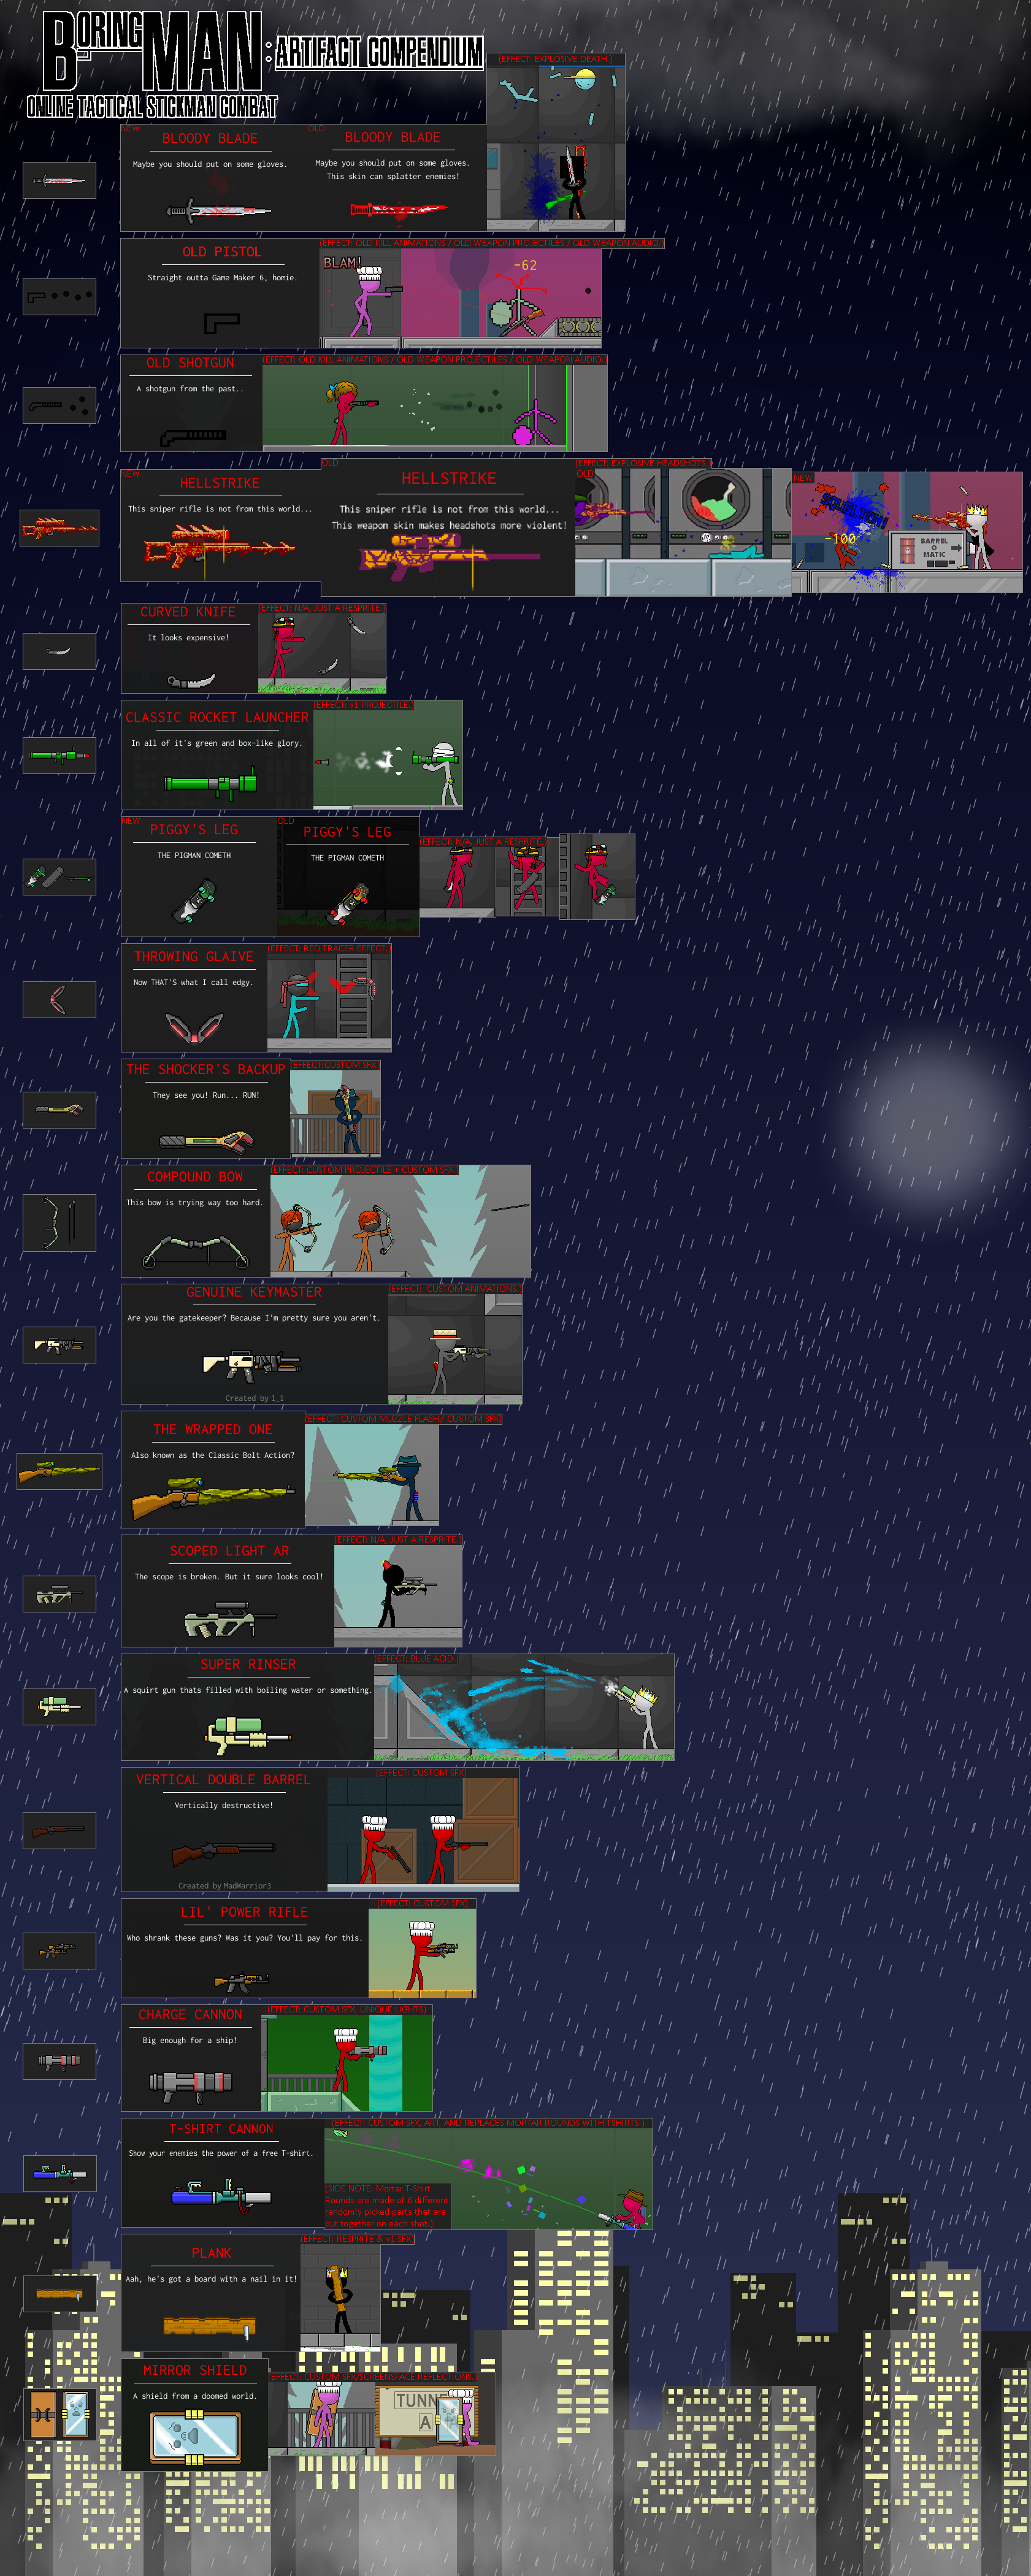 BORINGMAN:ARTIFACT COMPENDIUM
ONLINE TACTICAL STICKMAN COMBAT
(EFFECT: EXPLOSIVE DEATH.)
NEW
BLOODY BLADE
Maybe you should put on some gloves.
OLD
BLOODY BLADE
Maybe you should put on some gloves.
This skin can splatter enemies!
OLD PISTOL
Straight outta Game Maker 6, homie.
(EFFECT: OLD KILL ANIMATIONS / OLD WEAPON PROJECTILES / OLD WEAPON AUDIO.)
BLAM!
-62
OLD SHOTGUN
A shotgun from the past..
(EFFECT: OLD KILL ANIMATIONS / OLD WEAPON PROJECTILES / OLD WEAPON AUDIO.)
NEW
HELLSTRIKE
This sniper rifle is not from this world...
OLD
HELLSTRIKE
This sniper rifle is not from this world...
This weapon skin makes headshots more violent!
(EFFECT: EXPLOSIVE HEADSHOTS.)
OLD
NEW
-100
BARREL
O
MATIC
CURVED KNIFE
It looks expensive!
(EFFECT: N/A, JUST A RESPRITE.)
CLASSIC ROCKET LAUNCHER
In all of it's green and box-like glory.
(EFFECT: v1 PROJECTILE.)
NEW
PIGGY'S LEG
THE PIGMAN COMETH
OLD
PIGGY'S LEG
THE PIGMAN COMETH
(EFFECT: N/A, JUST A RESPRITE.)
THROWING GLAIVE
Now THAT'S what I call edgy.
(EFFECT: RED TRACER EFFECT.)
THE SHOCKER'S BACKUP
They see you! Run... RUN!
(EFFECT:CUSTOM SFX.)
COMPOUND BOW
This bow is trying way too hard.
(EFFECT: CUSTOM PROJECTILE + CUSTOM SFX.)
GENUINE KEYMASTER
Are you the gatekeeper? Because I'm pretty sure you aren't.
Created by 1_1
(EFFECT: CUSTOM ANIMATIONS.)
THE WRAPPED ONE
Also known as the Classic Bolt Action?
(EFFECT: CUSTOM MUZZLE FLASH/ CUSTOM SFX)
SCOPED LIGHT AR
The scope is broken. But it sure looks cool!
(EFFECT: N/A, JUST A RESPRITE.)
SUPER RINSER
A squirt gun thats filled with boiling water or something.
(EFFECT: BLUE ACID.)
VERTICAL DOUBLE BARREL
Vertically destructive!
Created by MadWarrior3
(EFFECT: CUSTOM SFX)
LIL' POWER RIFLE
Who shrank these guns? Was it you? You'll pay for this.
(EFFECT: CUSTOM SFX)
CHARGE CANNON
Big enough for a ship!
(EFFECT: CUSTOM SFX, UNIQUE LIGHTS)
T-SHIRT CANNON
Show your enemies the power of a free T-shirt.
(EFFECT: CUSTOM SFX, ART, AND REPLACES MORTAR ROUNDS WITH TSHIRTS.)
(SIDE NOTE: Mortar T-Shirt
Rounds are made of 6 different
randomly picked parts that are
put together on each shot.)
PLANK
Aah, he's got a board with a nail in it!
(EFFECT: RESPRITE & v1 SFX)
MIRROR SHIELD
A shield from a doomed world.
(EFFECT: CUSTOM SFX/SCREENSPACE REFLECTIONS.)
TUNNE
A